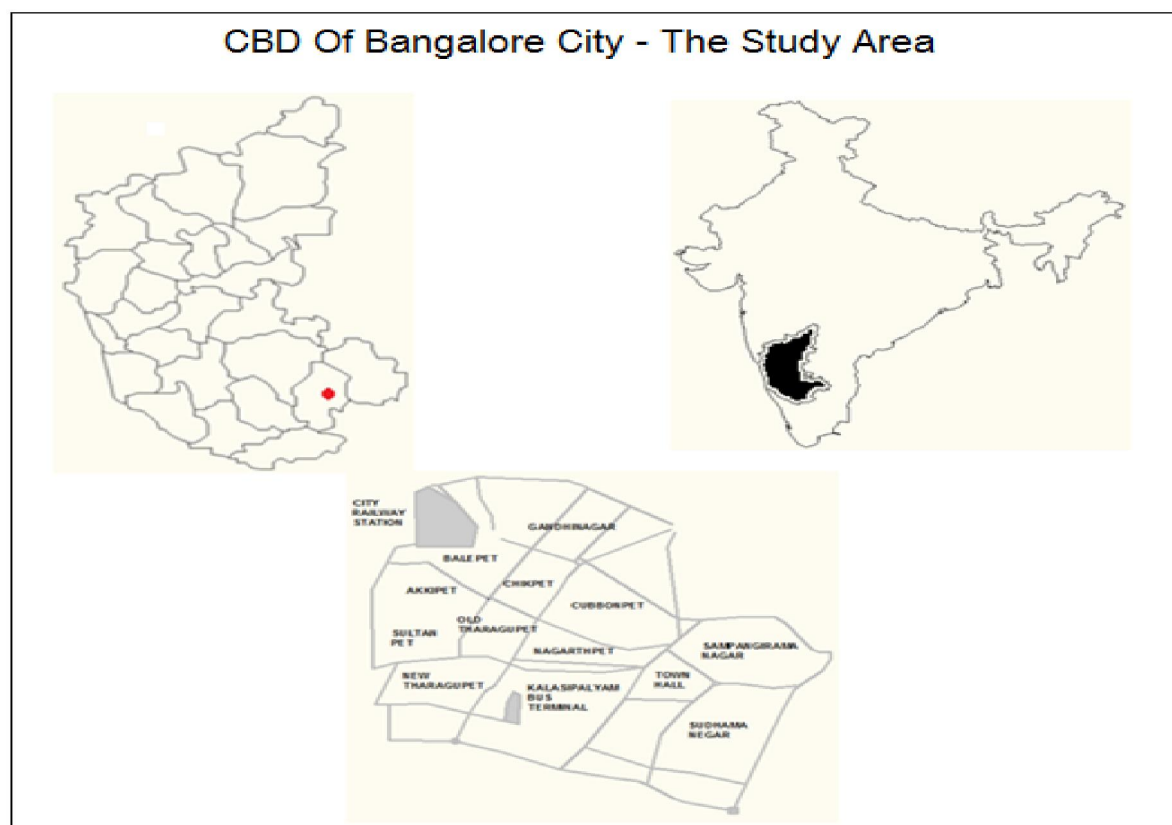 CBD Of Bangalore City - The Study Area
CITY
RAILWAY
STATION
GANDHINAGAR
BALEPET
CHIKPET
AKKIPET
CUBBONPET
OLD
THARAGUPET
SULTAN
PET
NAGARTHPET
SAMPANGIRAMA
NAGAR
NEW
THARAGUPET
KALASIPALYAM
BUS
TERMINAL
TOWN
HALL
SUDHAMA
NEGAR